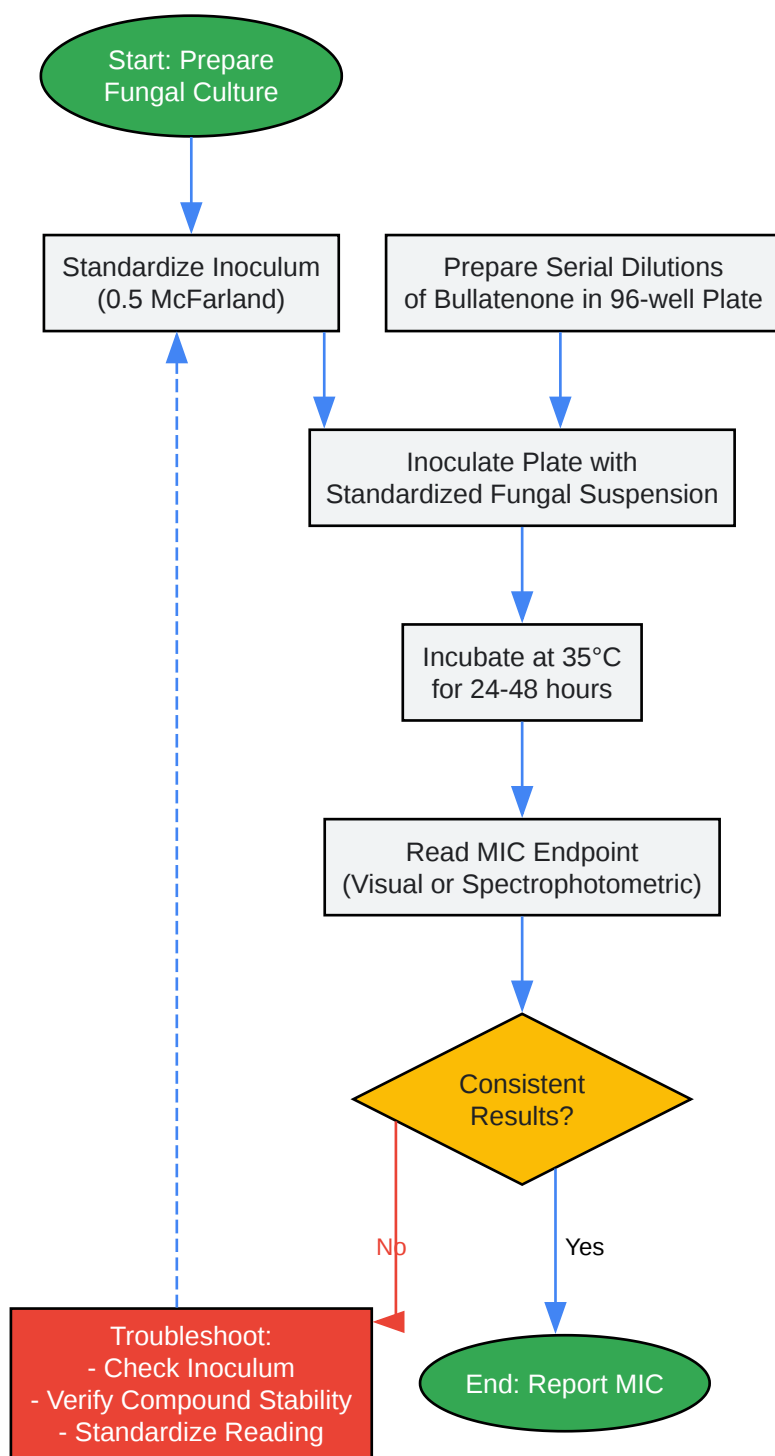 Start: Prepare
Fungal Culture
Standardize Inoculum
(0.5 McFarland)
Prepare Serial Dilutions
of Bullatenone in 96-well Plate
Inoculate Plate with
Standardized Fungal Suspension
Incubate at 35°C
for 24-48 hours
Read MIC Endpoint
(Visual or Spectrophotometric)
Consistent
Results?
No
Yes
Troubleshoot:
- Check Inoculum
- Verify Compound Stability
- Standardize Reading
End: Report MIC